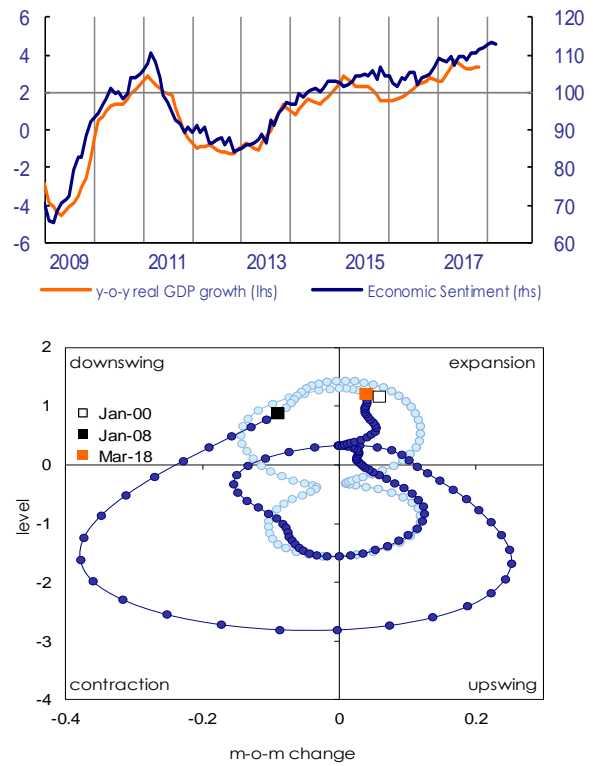 6 120
4 110
2 100
0 90
-2 80
-4 70
-6 60
2009 2011 2013 2015 2017
y-o-y real GDP growth (lhs) Economic Sentiment (rhs)
2
downswing expansion
Jan-00
1
Jan-08
Mar-18
0
level
-1
-2
-3
contraction upswing
-4
-0.4 -0.2 0 0.2
m-o-m change